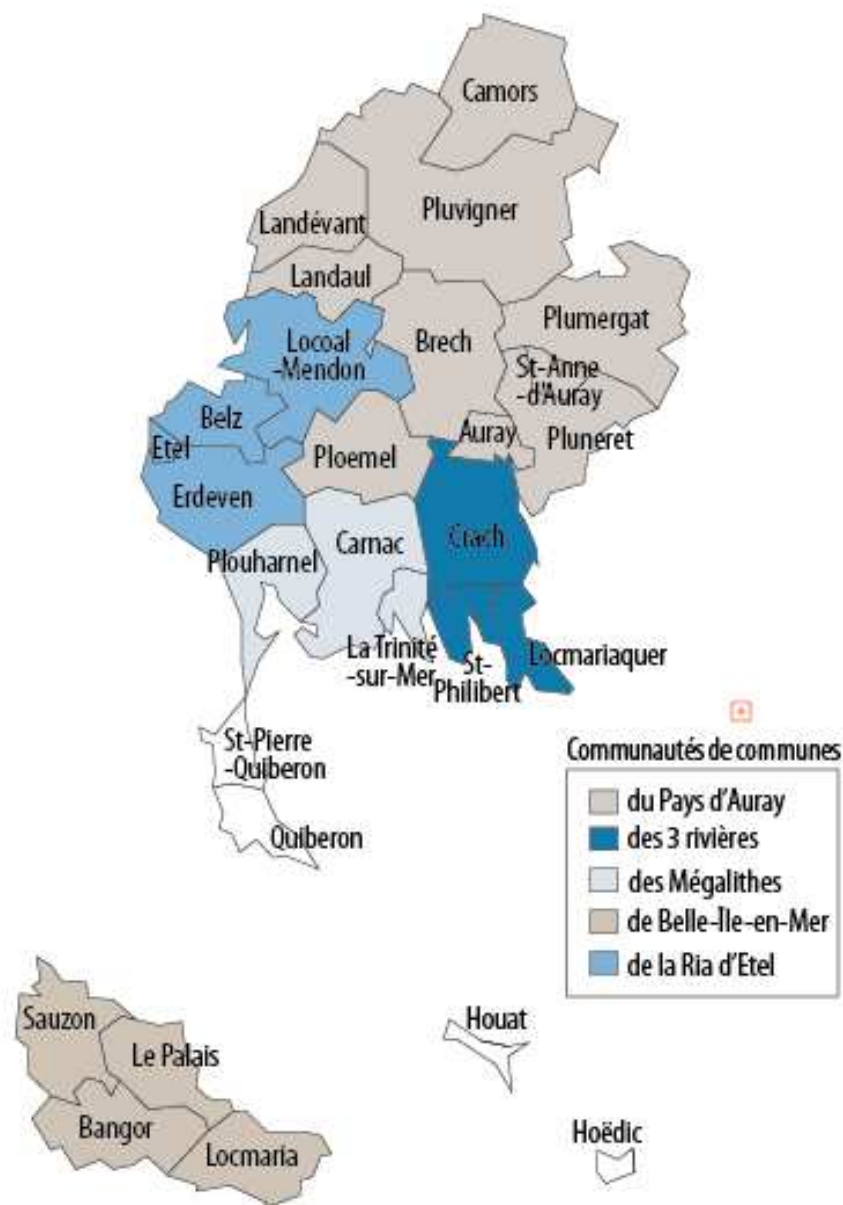 Camors
Pluvigner
Landévant
Landaul
Plumergat
Brech
Locoal
-Mendon
St-Anne
-d'Auray
Belz
Auray
Pluneret
Etel
Ploemel
Erdeven
Carnac
Crach
Plouharnel
La Trinité
-sur-Mer
St-
Philibert
Locmariaquer
St-Pierre
-Quiberon
Quiberon
Communautés de communes
du Pays d'Auray
des 3 rivières
des Mégalithes
de Belle-Île-en-Mer
de la Ria d'Etel
Sauzon
Le Palais
Bangor
Locmaria
Houat
Hoëdic